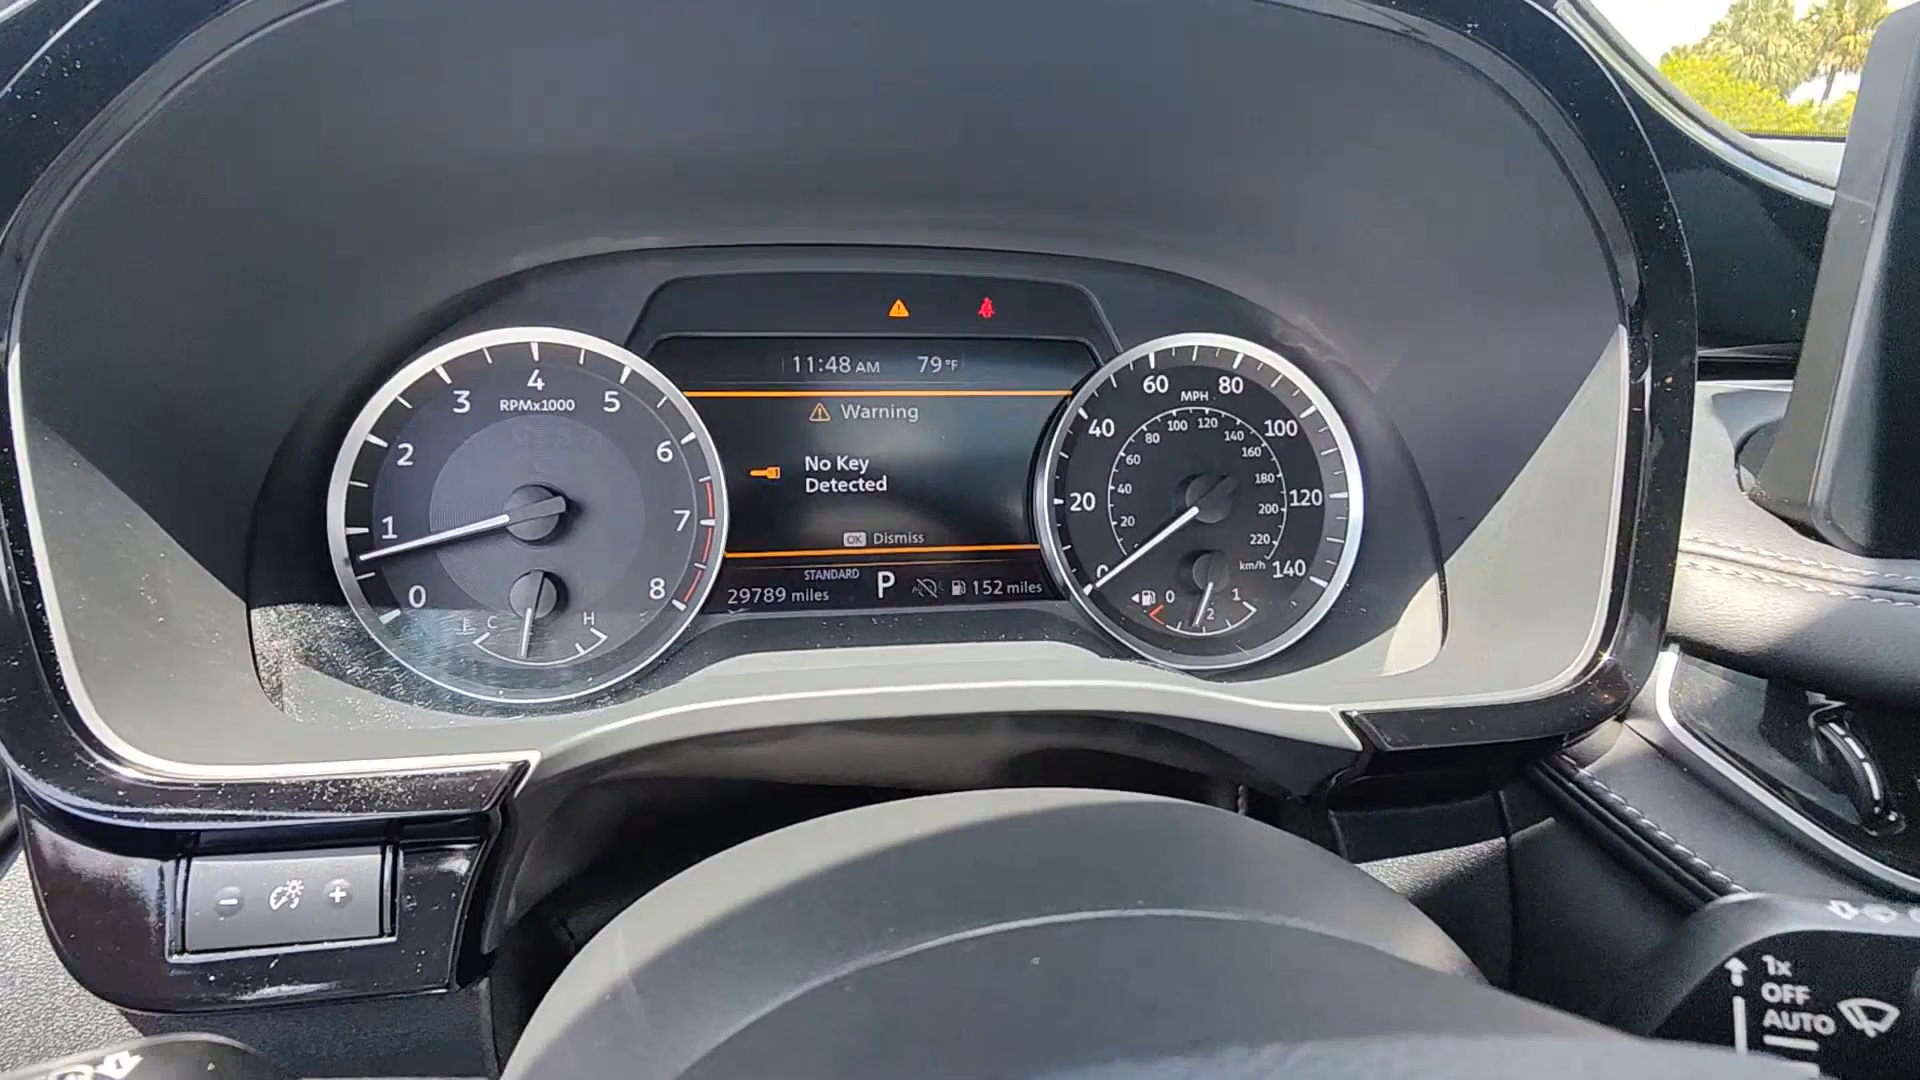 11:48 AM 79°F
Warning
No Key
Detected
OK Dismiss
STANDARD
29789 miles P 152 miles
0 1 2 3 4 5 6 7 8
RPMx1000
C H
0 20 40 60 80 100 120 140
MPH
20 40 60 80 100 120 140 160 180 200 220
km/h
0 1/2 1
- +
1x
OFF
AUTO